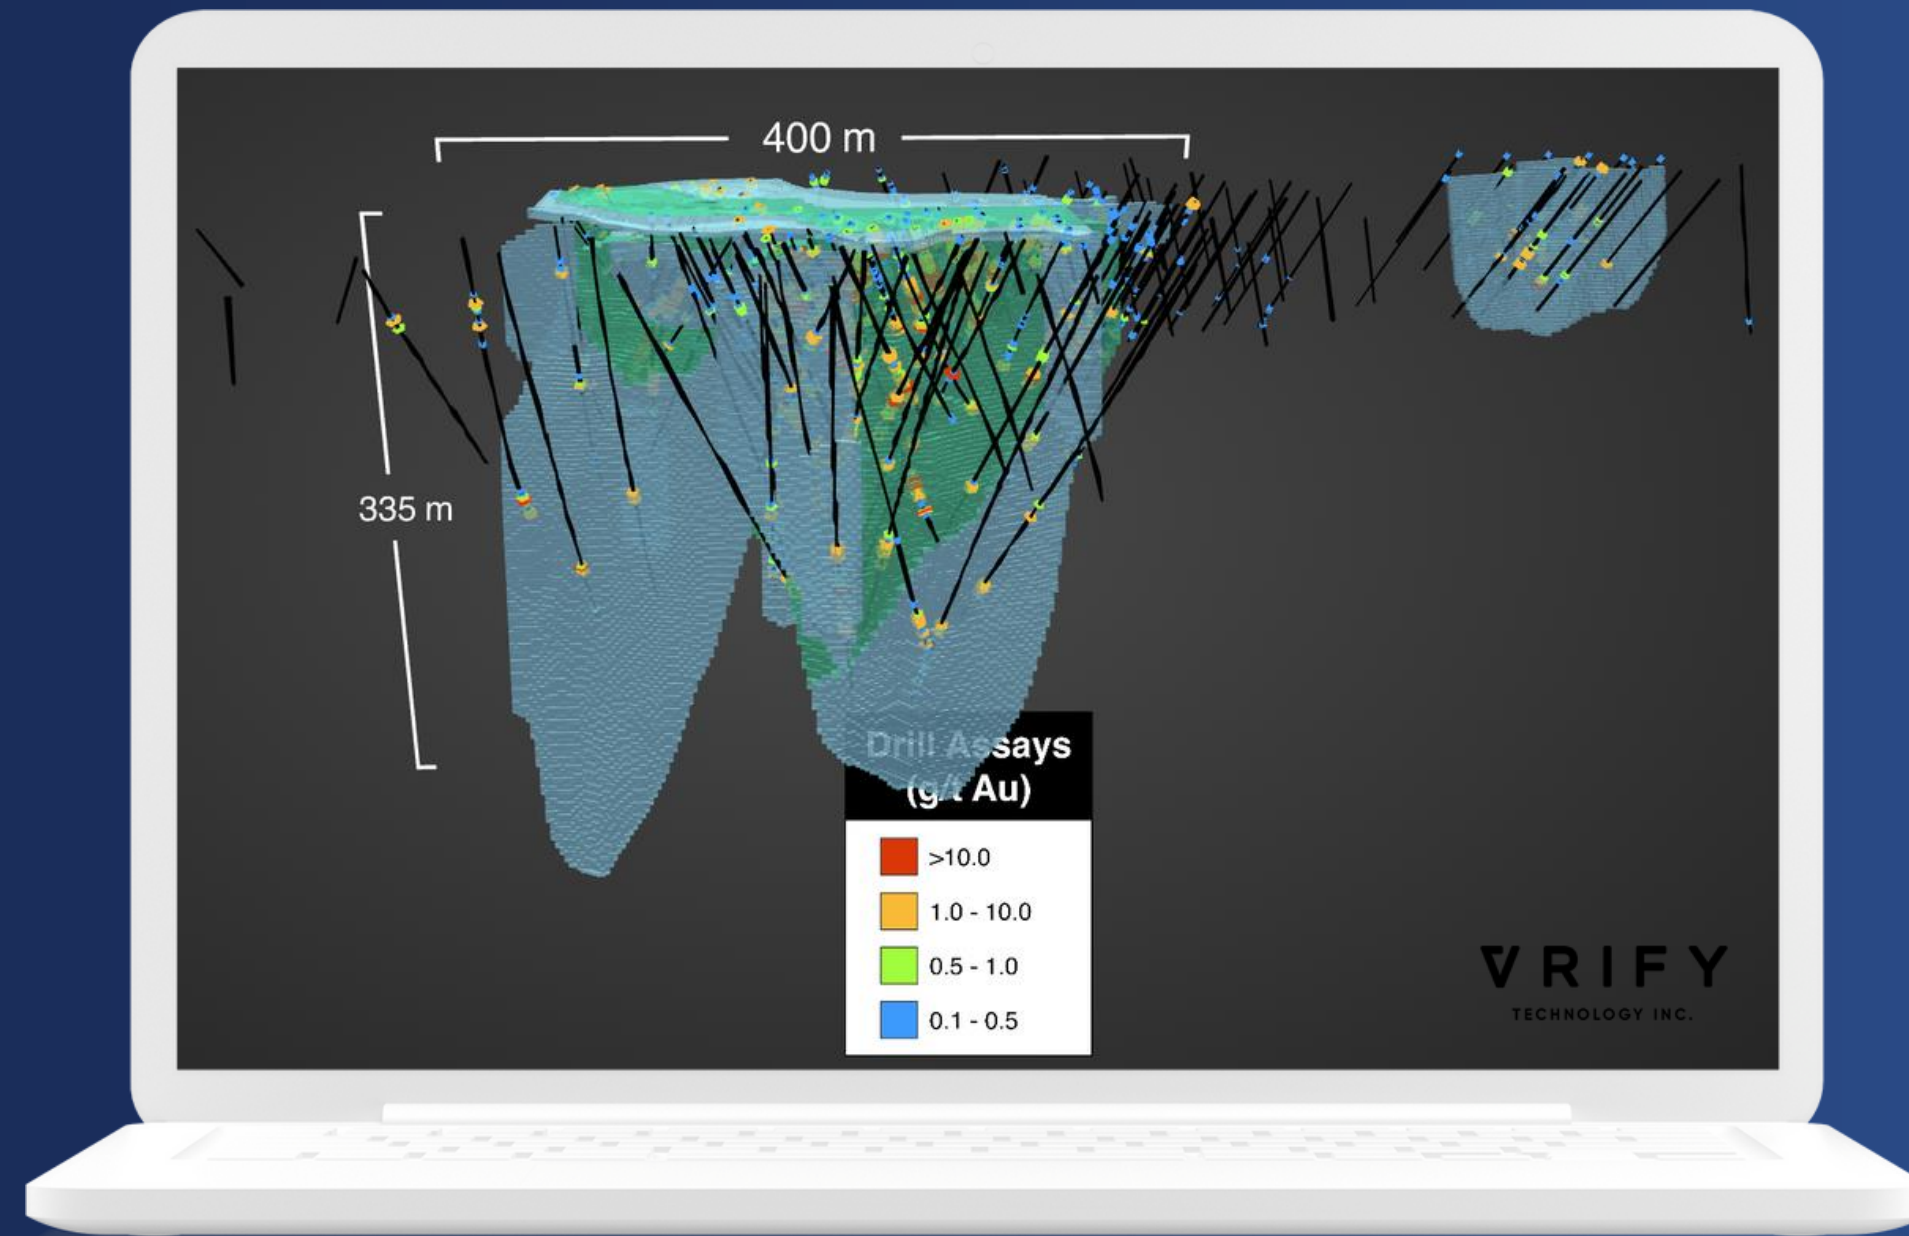 400 m
335 m
Drill Assays
(g/t Au)
>10.0
1.0 - 10.0
0.5 - 1.0
0.1 - 0.5
VRIFY
TECHNOLOGY INC.